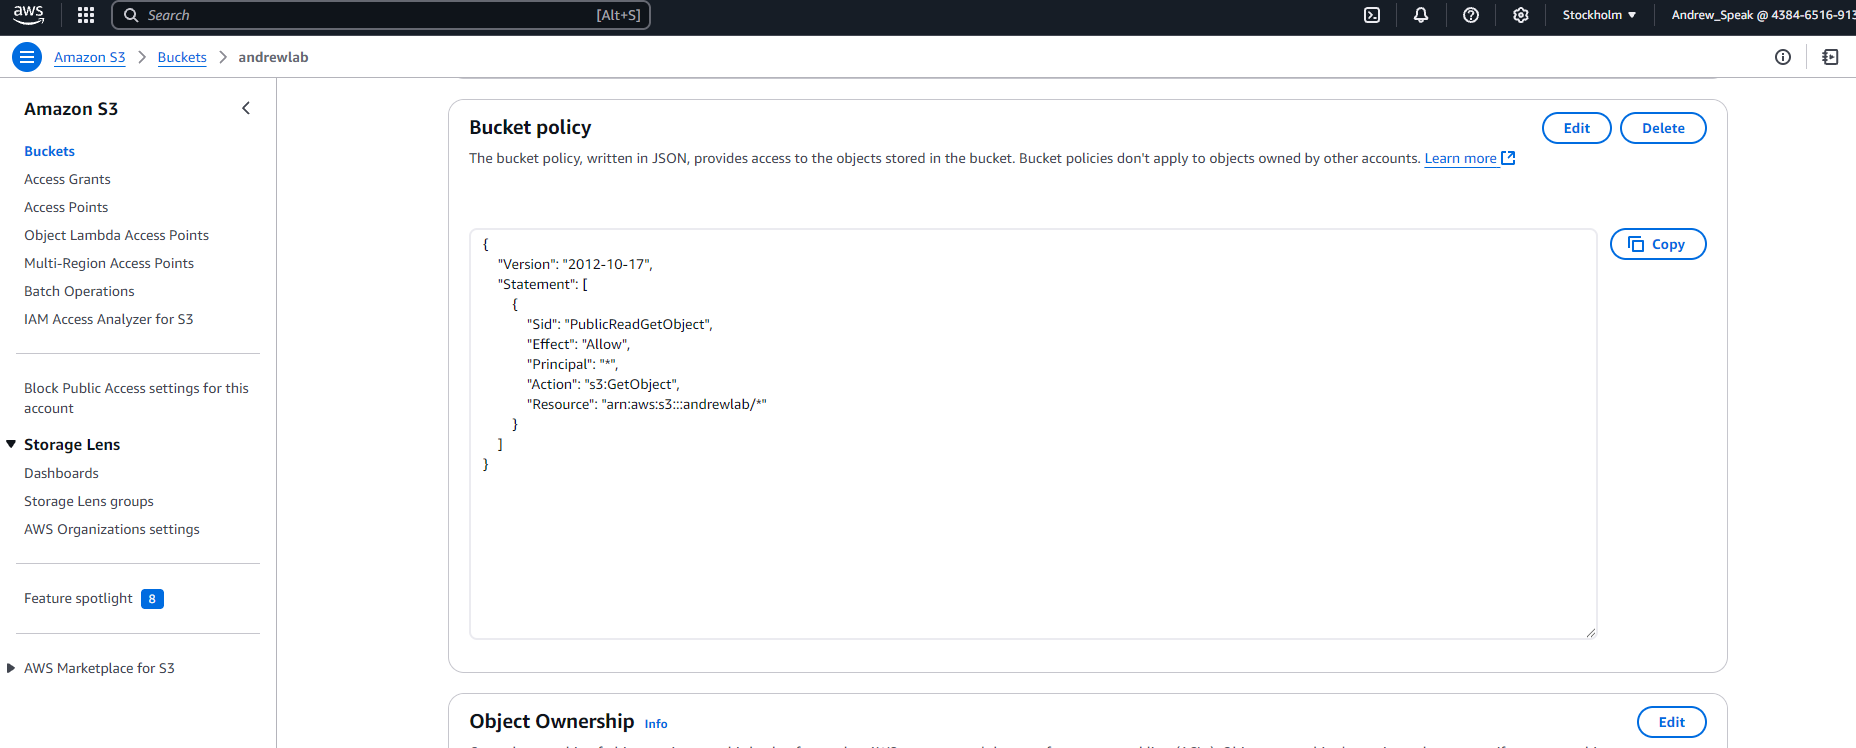 aws
Search
[Alt+S]
Stockholm
Andrew_Speak @ 4384-6516-913
Amazon S3
Buckets
andrewlab
Amazon S3
Buckets
Access Grants
Access Points
Object Lambda Access Points
Multi-Region Access Points
Batch Operations
IAM Access Analyzer for S3
Block Public Access settings for this
account
Storage Lens
Dashboards
Storage Lens groups
AWS Organizations settings
Feature spotlight 8
AWS Marketplace for S3
Bucket policy
Edit
Delete
The bucket policy, written in JSON, provides access to the objects stored in the bucket. Bucket policies don't apply to objects owned by other accounts. Learn more
Copy
{
"Version": "2012-10-17",
"Statement": [
{
"Sid": "PublicReadGetObject",
"Effect": "Allow",
"Principal": "*",
"Action": "s3:GetObject",
"Resource": "arn:aws:s3:::andrewlab/*"
}
]
}
Object Ownership Info
Edit